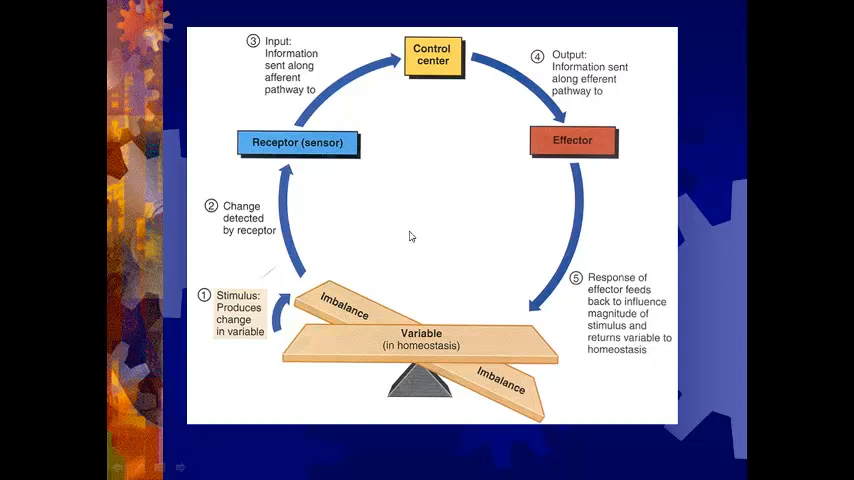 ③ Input:
Information
sent along
afferent
pathway to
Control
center
④ Output:
Information sent
along efferent
pathway to
Receptor (sensor)
Effector
② Change
detected
by receptor
① Stimulus:
Produces
change
in variable
Imbalance
Variable
(in homeostasis)
Imbalance
⑤ Response of
effector feeds
back to influence
magnitude of
stimulus and
returns variable to
homeostasis